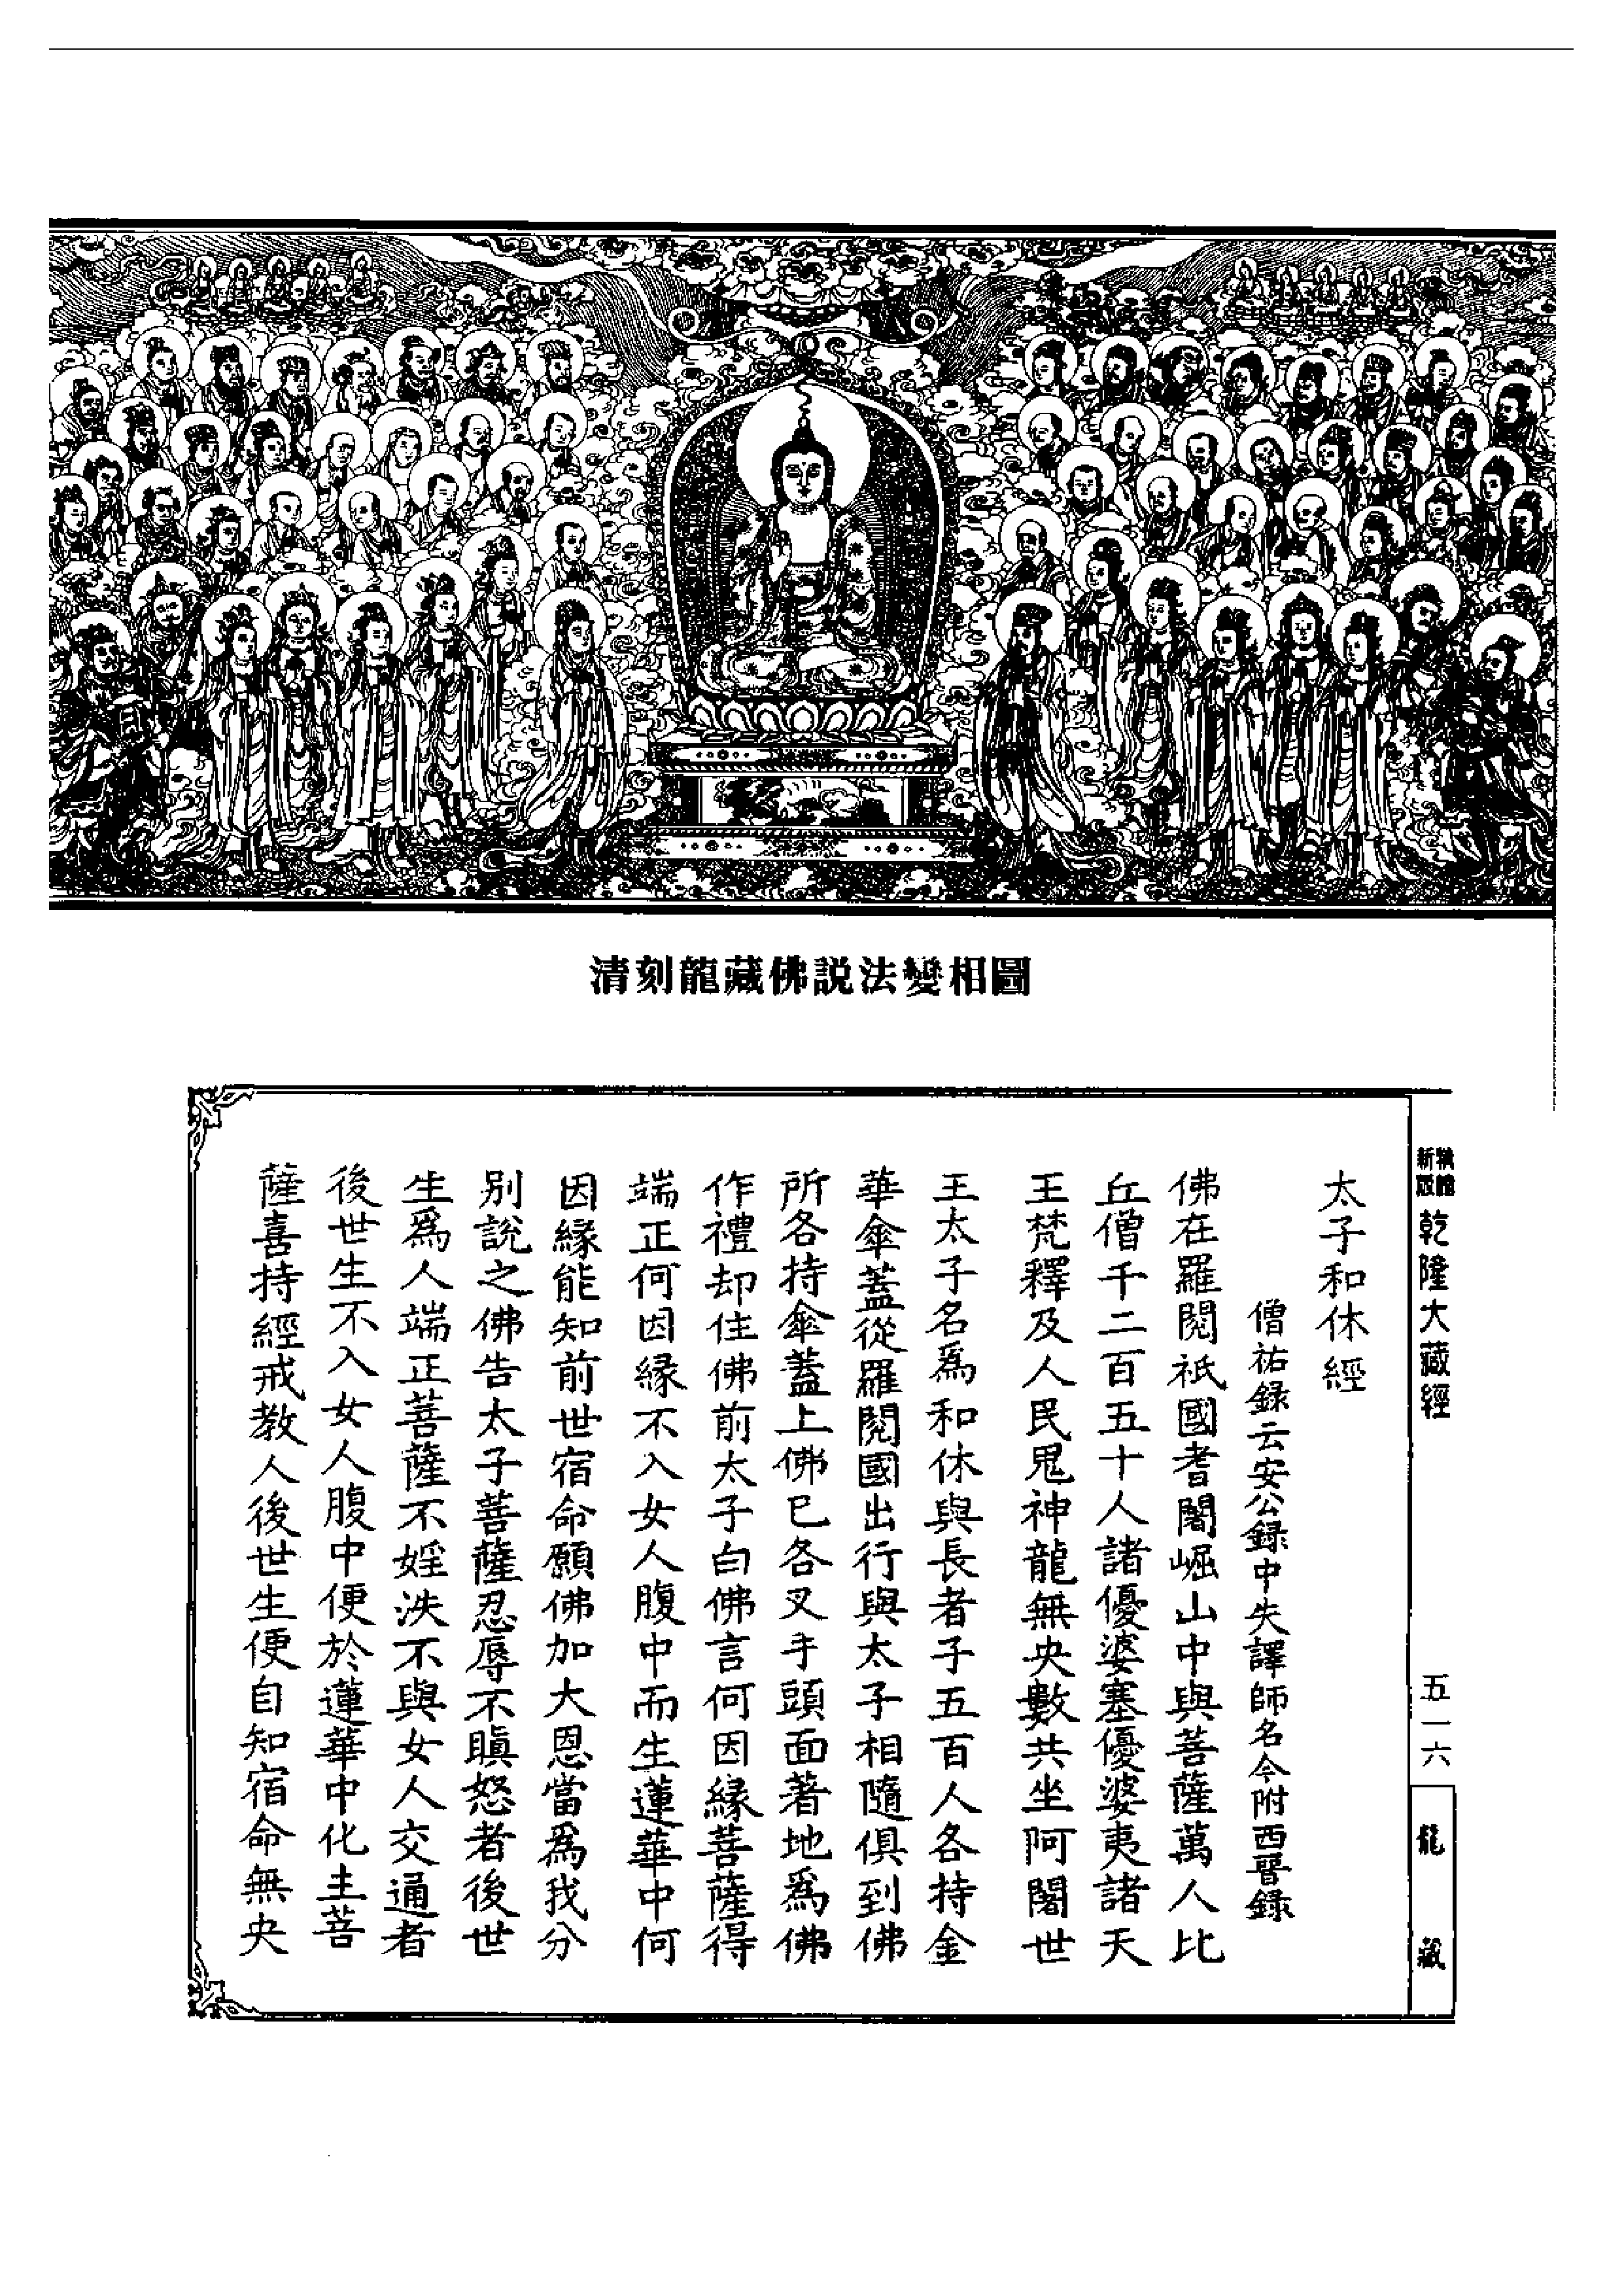 清刻龍藏佛説法變相圖
新版
乾隆大藏經
五一六
龍藏
太子和休經
僧祐録云安公録中失譯師名今附西晉録
佛在羅閱祇國耆闍崛山中與菩薩萬人比
丘僧千二百五十人諸優婆塞優婆夷諸天
王梵釋及人民鬼神龍無央數共坐阿闍世
王太子名爲和休與長者子五百人各持金
華傘蓋從羅閱國出行與太子相隨俱到佛
所各持傘蓋上佛已各叉手頭面著地爲佛
作禮却住佛前太子白佛言何因緣菩薩得
端正何因緣不入女人腹中而生蓮華中何
因緣能知前世宿命願佛加大恩當爲我分
别説之佛告太子菩薩忍辱不瞋怒者後世
生爲人端正菩薩不婬泆不與女人交通者
後世生不入女人腹中便於蓮華中化生菩
薩喜持經戒教人後世生便自知宿命無央